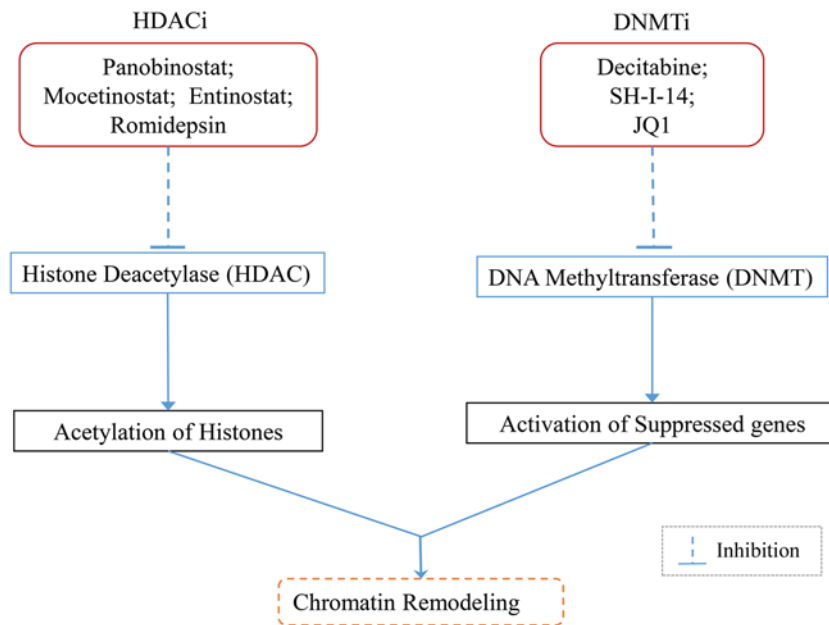 HDACi
Panobinostat;
Mocetinostat; Entinostat;
Romidepsin
DNMTi
Decitabine;
SH-I-14;
JQ1
Histone Deacetylase (HDAC)
DNA Methyltransferase (DNMT)
Acetylation of Histones
Activation of Suppressed genes
Inhibition
Chromatin Remodeling